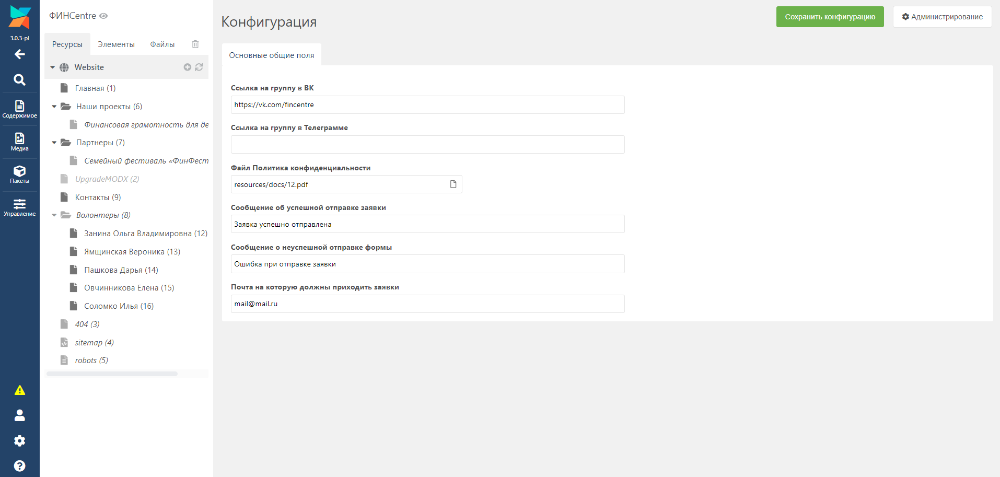 3.0.3-pl
Содержимое
Медиа
Пакеты
Управление
ФИНCentre
Ресурсы
Элементы
Файлы
Website
Главная (1)
Наши проекты (6)
Финансовая грамотность для де
Партнеры (7)
Семейный фестиваль «ФинФест
UpgradeMODX (2)
Контакты (9)
Волонтеры (8)
Занина Ольга Владимировна (12)
Ямщинская Вероника (13)
Пашкова Дарья (14)
Овчинникова Елена (15)
Соломко Илья (16)
404 (3)
sitemap (4)
robots (5)
Конфигурация
Сохранить конфигурацию
Администрирование
Основные общие поля
Ссылка на группу в ВК
https://vk.com/fincentre
Ссылка на группу в Телеграмме
Файл Политика конфиденциальности
resources/docs/12.pdf
Сообщение об успешной отправке заявки
Заявка успешно отправлена
Сообщение о неуспешной отправке формы
Ошибка при отправке заявки
Почта на которую должны приходить заявки
mail@mail.ru